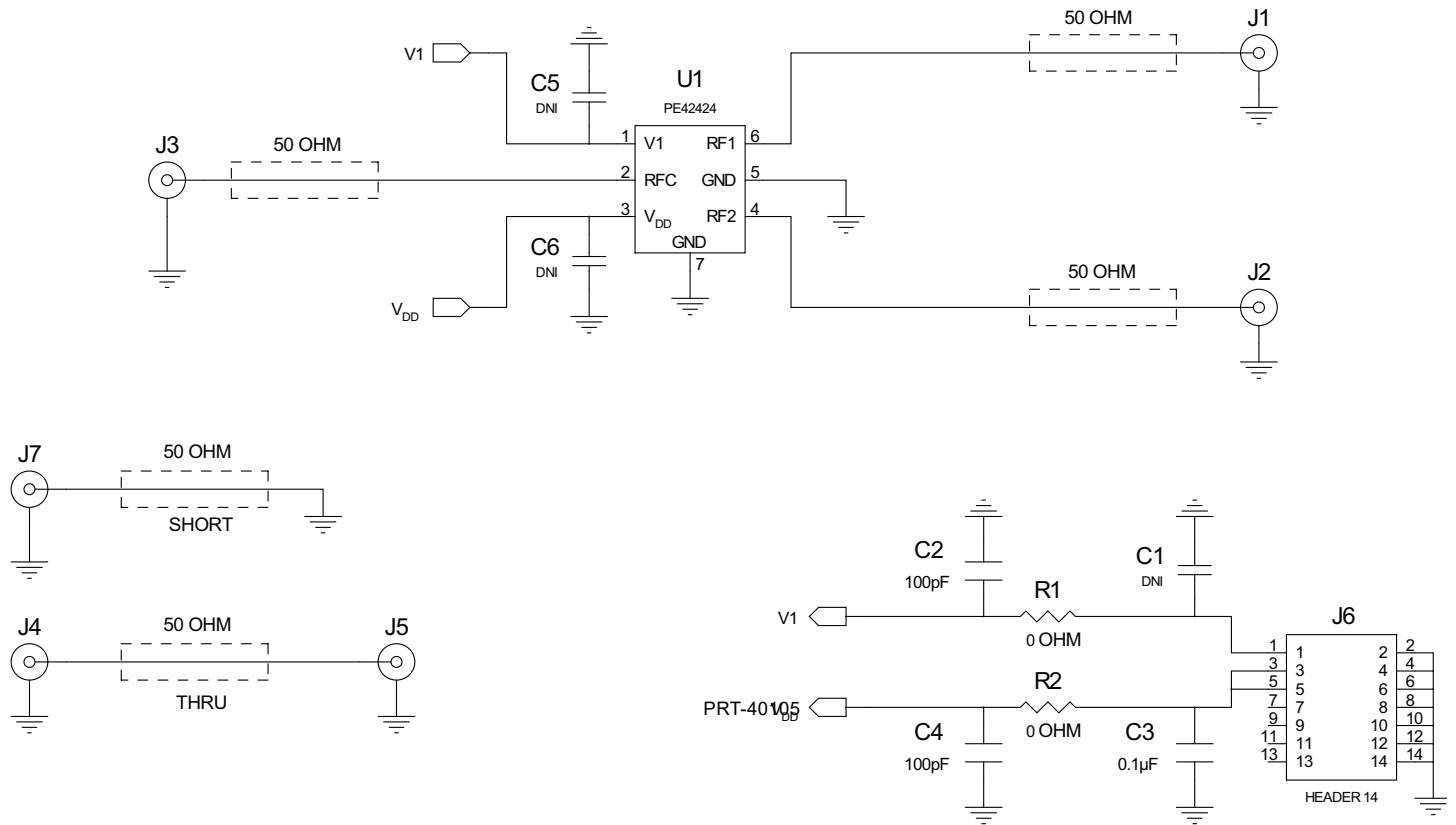 50 OHM
J1
V1
C5
DNI
U1
PE42424
J3
50 OHM
1 V1 RF1 6
2 RFC GND 5
3 VDD RF2 4
GND
7
C6
DNI
VDD
50 OHM
J2
J7
50 OHM
SHORT
J4
50 OHM
J5
THRU
C2
100pF
C1
DNI
R1
V1
0 OHM
J6
1 1 2 2
3 3 4 4
5 5 6 6
7 7 8 8
9 9 10 10
11 11 12 12
13 13 14 14
HEADER 14
R2
PRT-40105
VDD
0 OHM
C4
100pF
C3
0.1µF